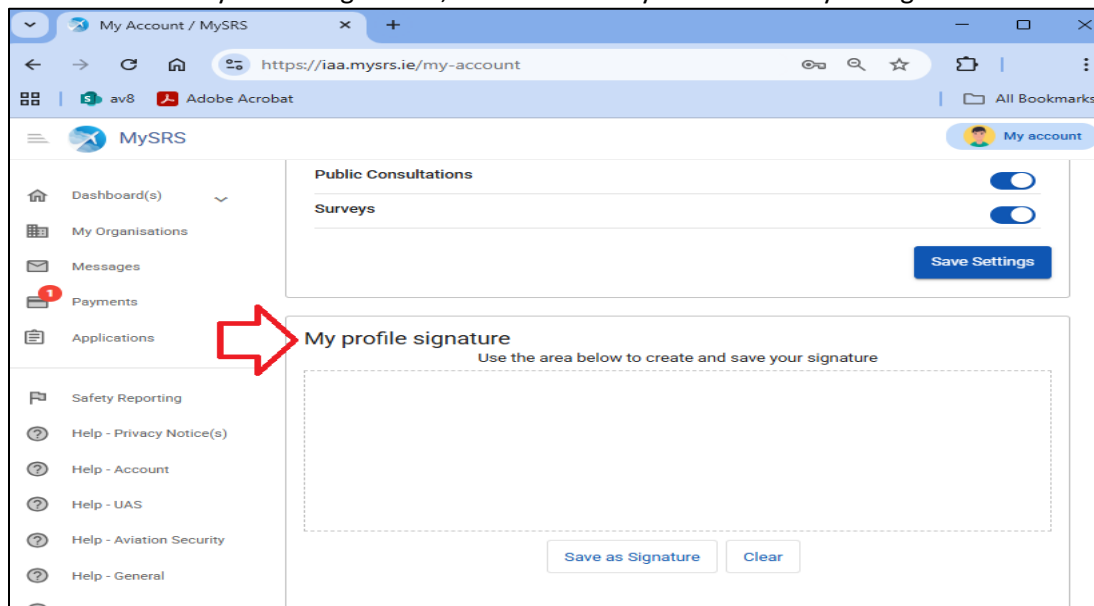 My Account / MySRS
https://iaa.mysrs.ie/my-account
av8 Adobe Acrobat All Bookmarks
MySRS My account
Public Consultations
Dashboard(s)
Surveys
My Organisations
Messages
Save Settings
1
Payments
Applications
My profile signature
Use the area below to create and save your signature
Safety Reporting
Help - Privacy Notice(s)
Help - Account
Help - UAS
Help - Aviation Security
Save as Signature Clear
Help - General